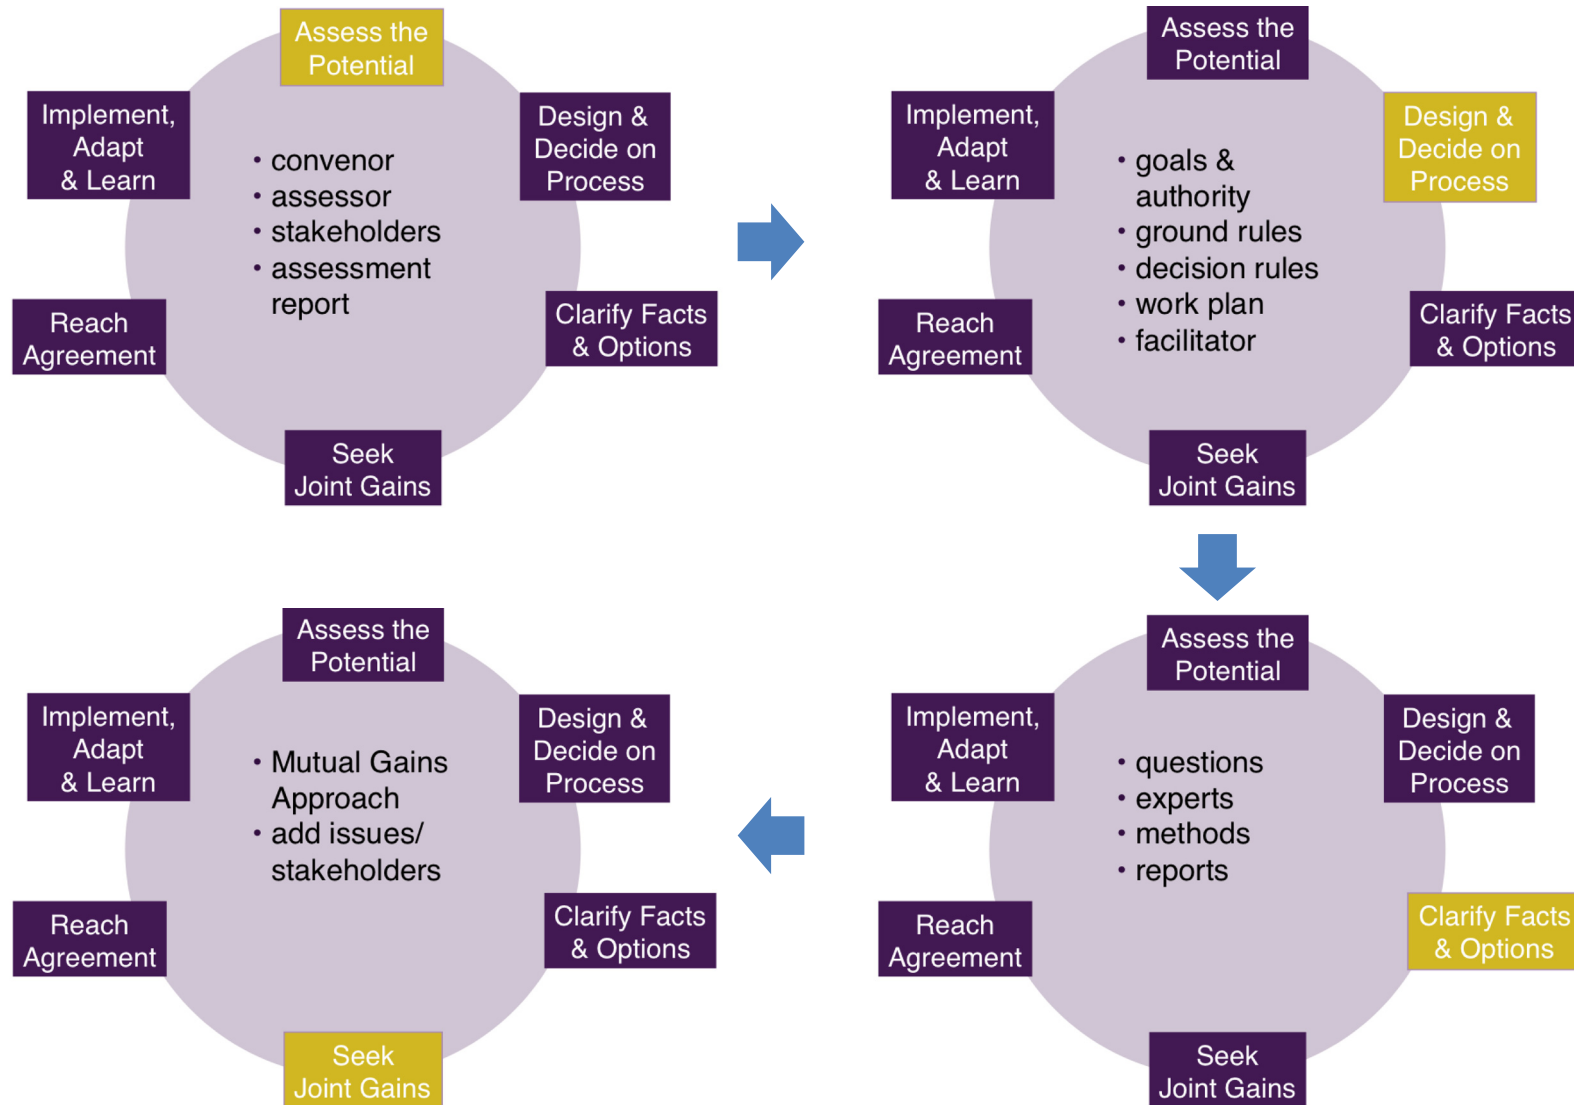 Assess the
Potential
Implement,
Adapt
& Learn
Design &
Decide on
Process
• convenor
• assessor
• stakeholders
• assessment
report
Reach
Agreement
Clarify Facts
& Options
Seek
Joint Gains
Assess the
Potential
Implement,
Adapt
& Learn
Design &
Decide on
Process
• goals &
authority
• ground rules
• decision rules
• work plan
• facilitator
Reach
Agreement
Clarify Facts
& Options
Seek
Joint Gains
Assess the
Potential
Implement,
Adapt
& Learn
Design &
Decide on
Process
• questions
• experts
• methods
• reports
Reach
Agreement
Clarify Facts
& Options
Seek
Joint Gains
Assess the
Potential
Implement,
Adapt
& Learn
Design &
Decide on
Process
• Mutual Gains
Approach
• add issues/
stakeholders
Reach
Agreement
Clarify Facts
& Options
Seek
Joint Gains